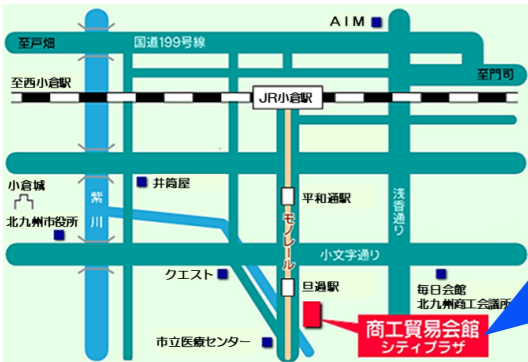 AIM
至戸畑
国道199号線
至門司
至西小倉駅
JR小倉駅
小倉城
井筒屋
紫川
平和通駅
浅香通り
北九州市役所
モノレール
小文字通り
クエスト
旦過駅
毎日会館
北九州商工会議所
商工貿易会館
シティプラザ
市立医療センター